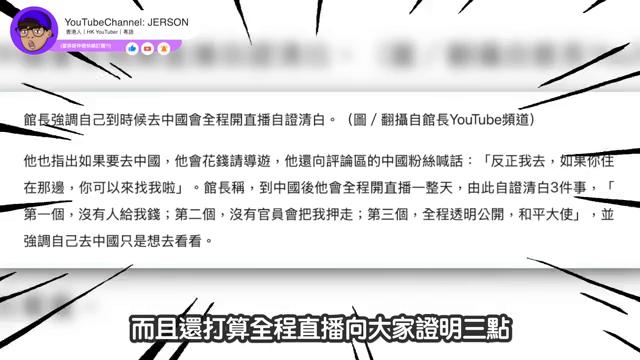 YouTubeChannel: JERSON
香港人 | HK YouTuber | 粵語
館長強調自己到時候去中國會全程開直播自證清白。（圖／翻攝自館長YouTube頻道）
他也指出如果要去中國，他會花錢請導遊，他還向評論區的中國粉絲喊話：「反正我去，如果你住
在那邊，你可以來找我啦」。館長稱，到中國後他會全程開直播一整天，由此自證清白3件事，「
第一個，沒有人給我錢；第二個，沒有官員會把我押走；第三個，全程透明公開，和平大使」，並
強調自己去中國只是想去看看。
而且還打算全程直播向大家證明三點